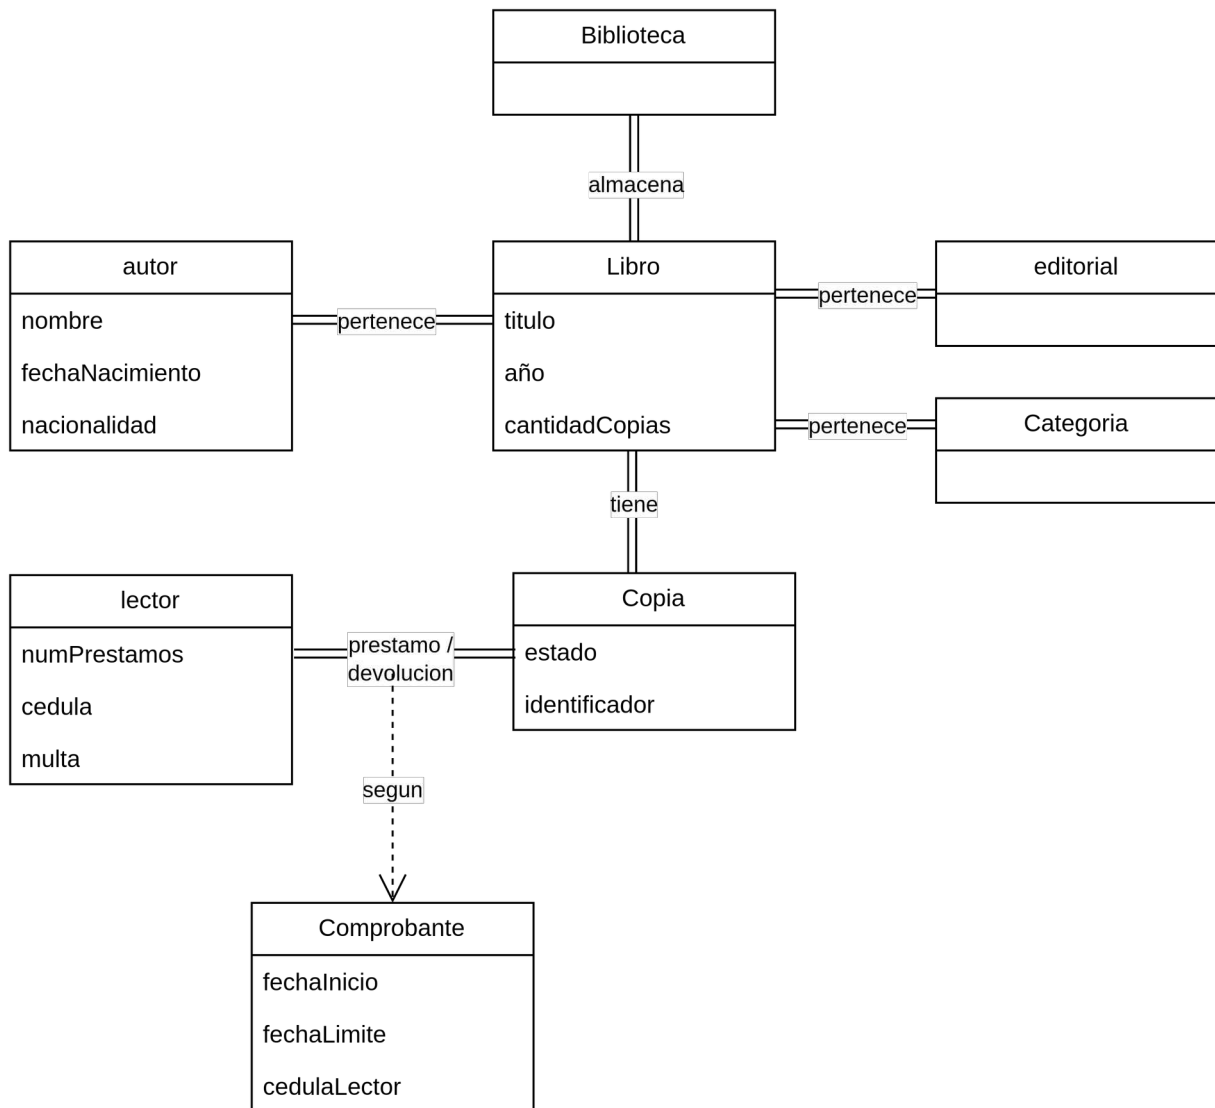 Biblioteca
almacena
autor
nombre
fechaNacimiento
nacionalidad
pertenece
Libro
titulo
año
cantidadCopias
pertenece
editorial
pertenece
Categoria
tiene
lector
numPrestamos
cedula
multa
prestamo /
devolucion
Copia
estado
identificador
segun
Comprobante
fechaInicio
fechaLimite
cedulaLector